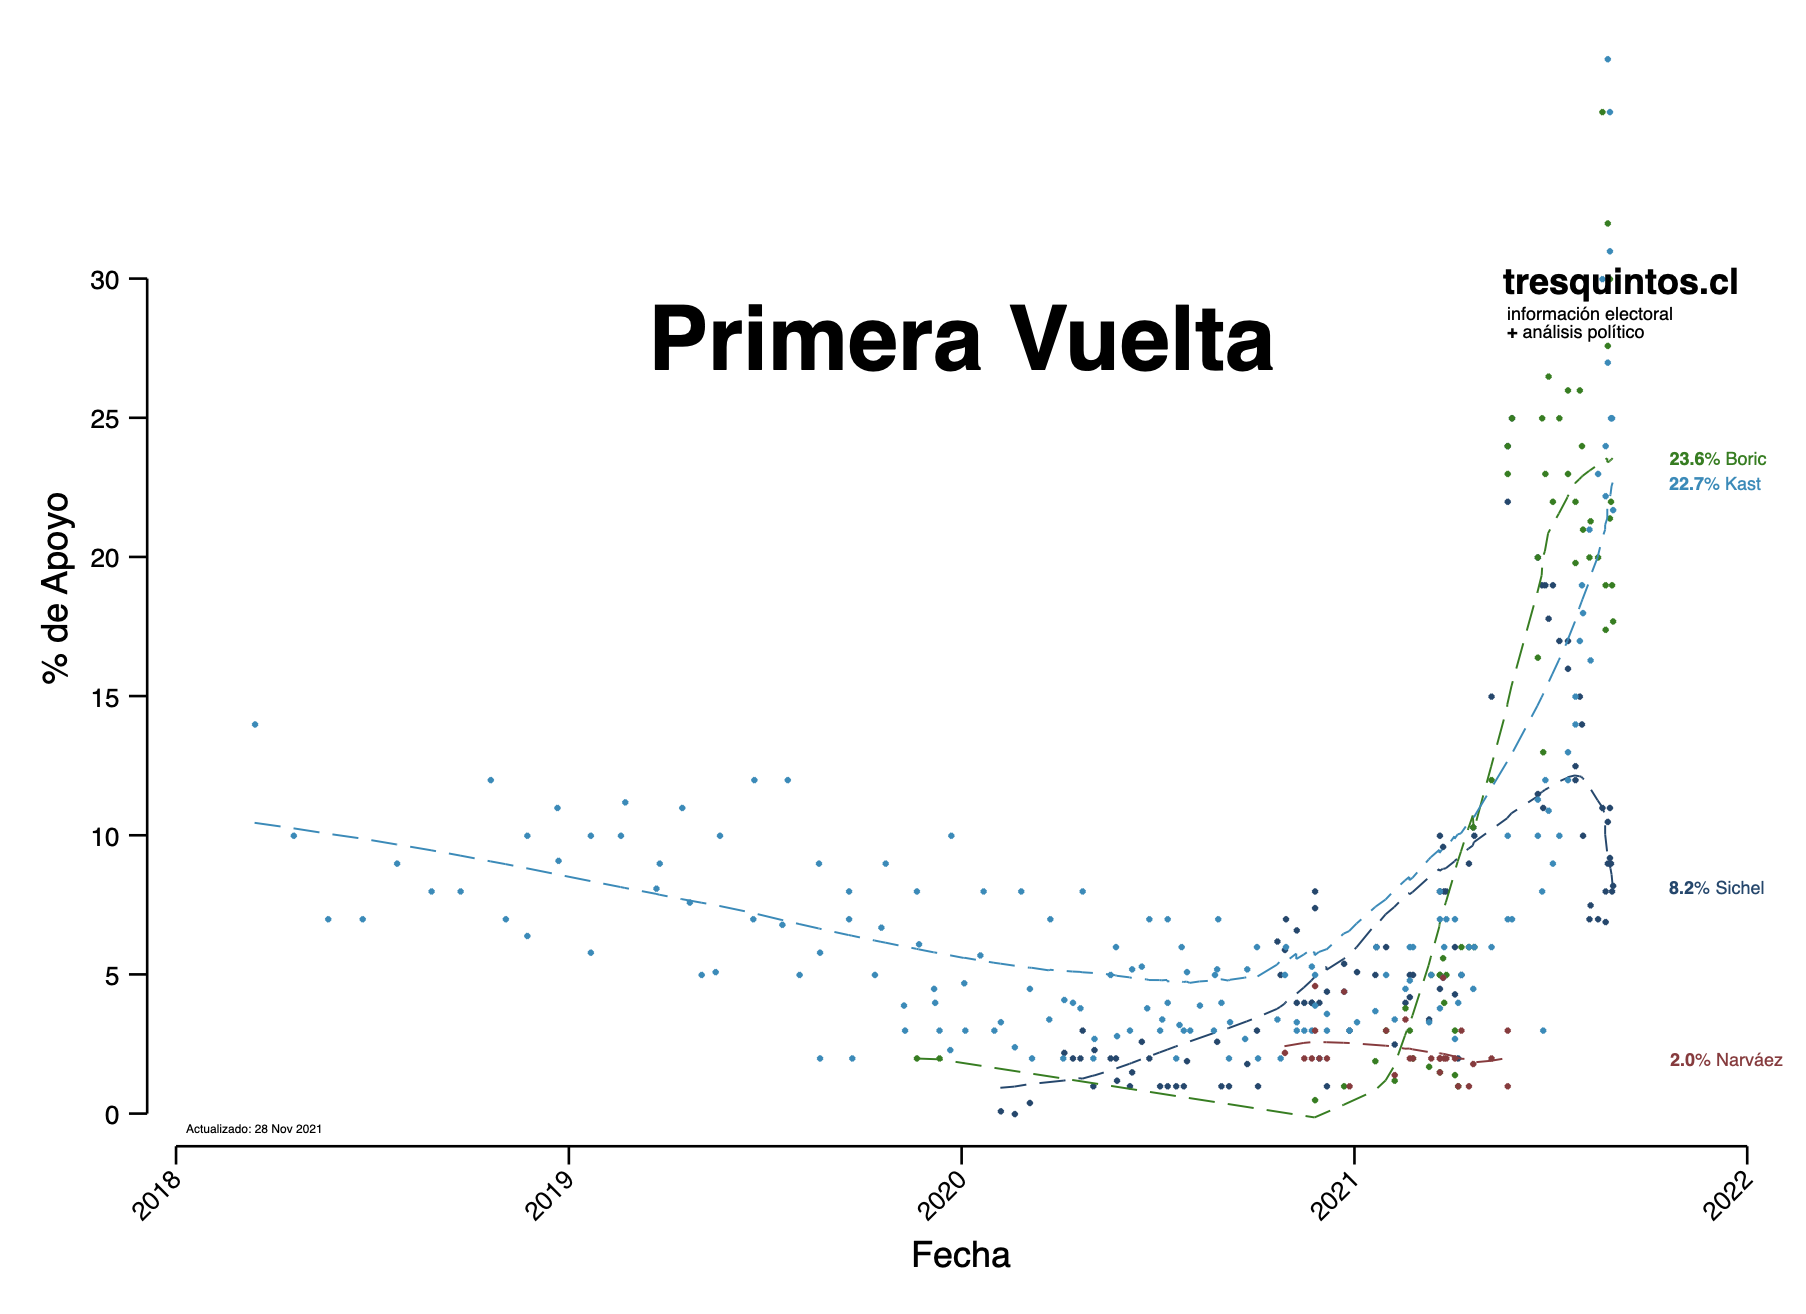 Primera Vuelta
tresquintos.cl
información electoral
+ análisis político
% de Apoyo
30
25
20
15
10
5
0
23.6% Boric
22.7% Kast
8.2% Sichel
2.0% Narváez
Actualizado: 28 Nov 2021
2018
2019
2020
2021
2022
Fecha